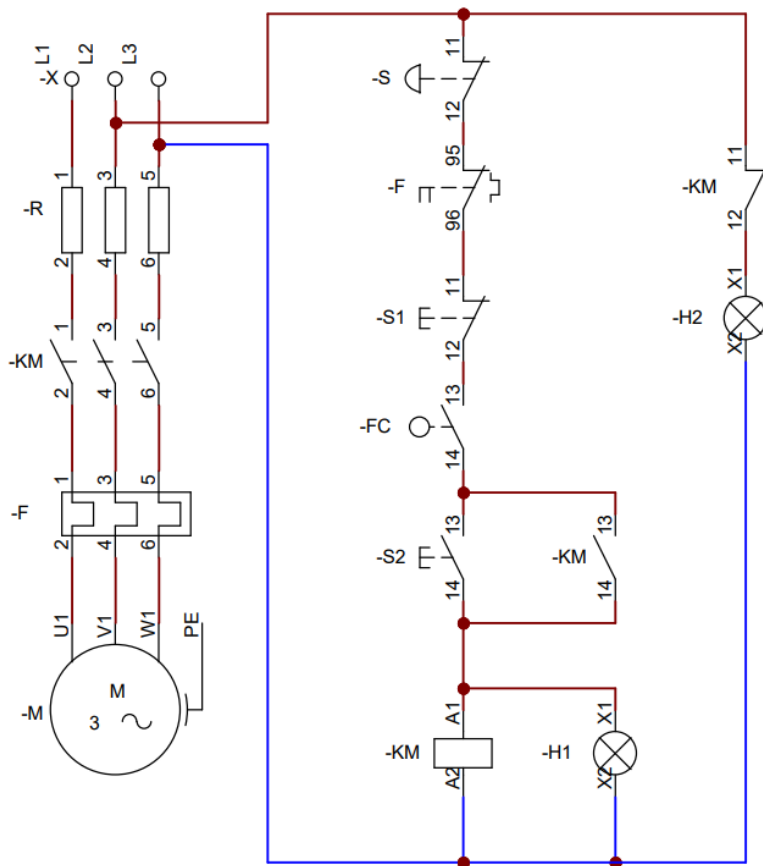 L1 L2 L3
-X
1 3 5
-R
2 4 6
1 3 5
-KM
2 4 6
1 3 5
-F
2 4 6
U1 V1 W1 PE
M
3
-M
11
-S
12
95
-F
96
11
-S1
12
13
-FC
14
13
-S2
14
13
-KM
14
A1
-KM
A2
X1
-H1
X2
11
-KM
12
X1
-H2
X2